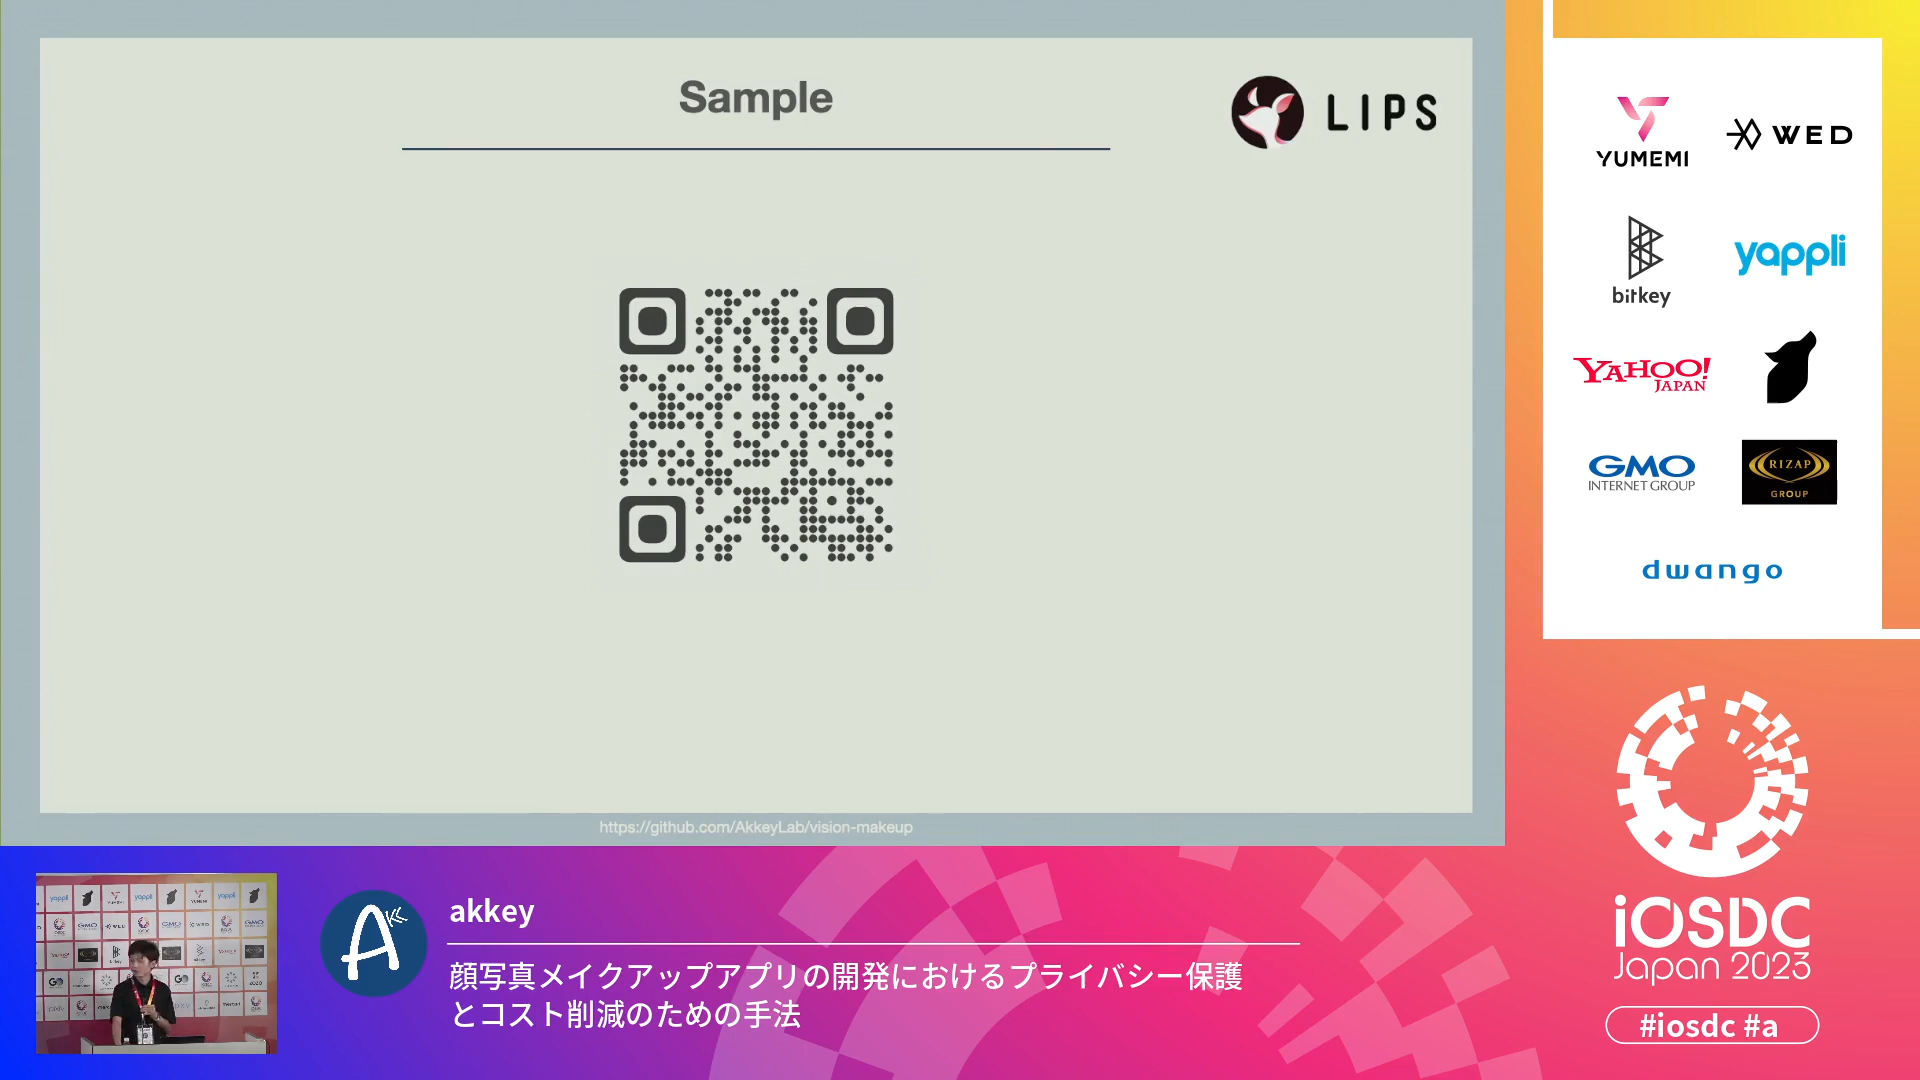 Sample
LIPS
https://github.com/AkkeyLab/vision-makeup
YUMEMI
WED
bitkey
yappli
YAHOO!
JAPAN
GMO
INTERNET GROUP
RIZAP
GROUP
dwango
iOSDC
Japan 2023
#iosdc #a
akkey
顔写真メイクアップアプリの開発におけるプライバシー保護
とコスト削減のための手法